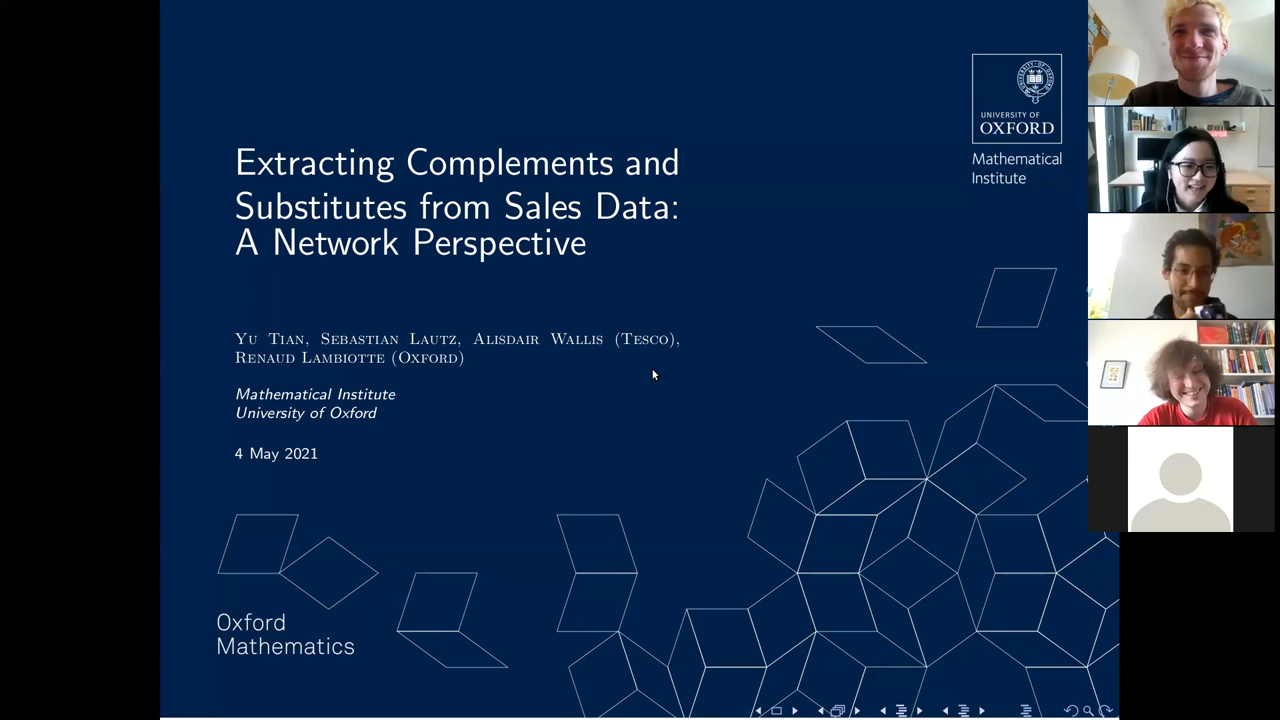 UNIVERSITY OF
OXFORD
Mathematical
Institute
Extracting Complements and
Substitutes from Sales Data:
A Network Perspective
Yu Tian, Sebastian Lautz, Alisdair Wallis (Tesco),
Renaud Lambiotte (Oxford)
Mathematical Institute
University of Oxford
4 May 2021
Oxford
Mathematics